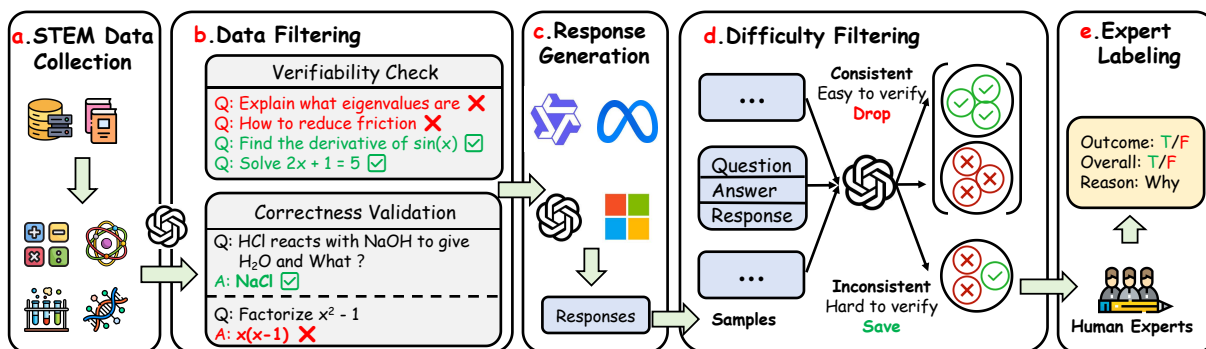 a.STEM Data
Collection
b.Data Filtering
Verifiability Check
Q: Explain what eigenvalues are
Q: How to reduce friction
Q: Find the derivative of sin(x)
Q: Solve 2x + 1 = 5
Correctness Validation
Q: HCl reacts with NaOH to give
H₂O and What ?
A: NaCl
Q: Factorize x² - 1
A: x(x-1)
c.Response
Generation
Responses
d.Difficulty Filtering
...
Question
Answer
Response
...
Samples
Consistent
Easy to verify
Drop
Inconsistent
Hard to verify
Save
e.Expert
Labeling
Outcome: T/F
Overall: T/F
Reason: Why
Human Experts